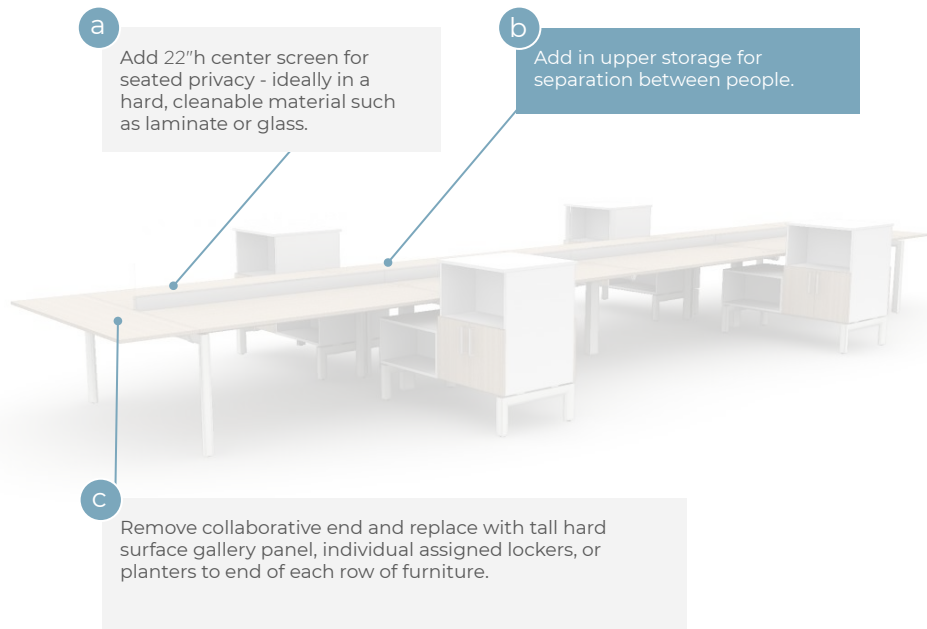 a
Add 22″h center screen for
seated privacy - ideally in a
hard, cleanable material such
as laminate or glass.
b
Add in upper storage for
separation between people.
c
Remove collaborative end and replace with tall hard
surface gallery panel, individual assigned lockers, or
planters to end of each row of furniture.